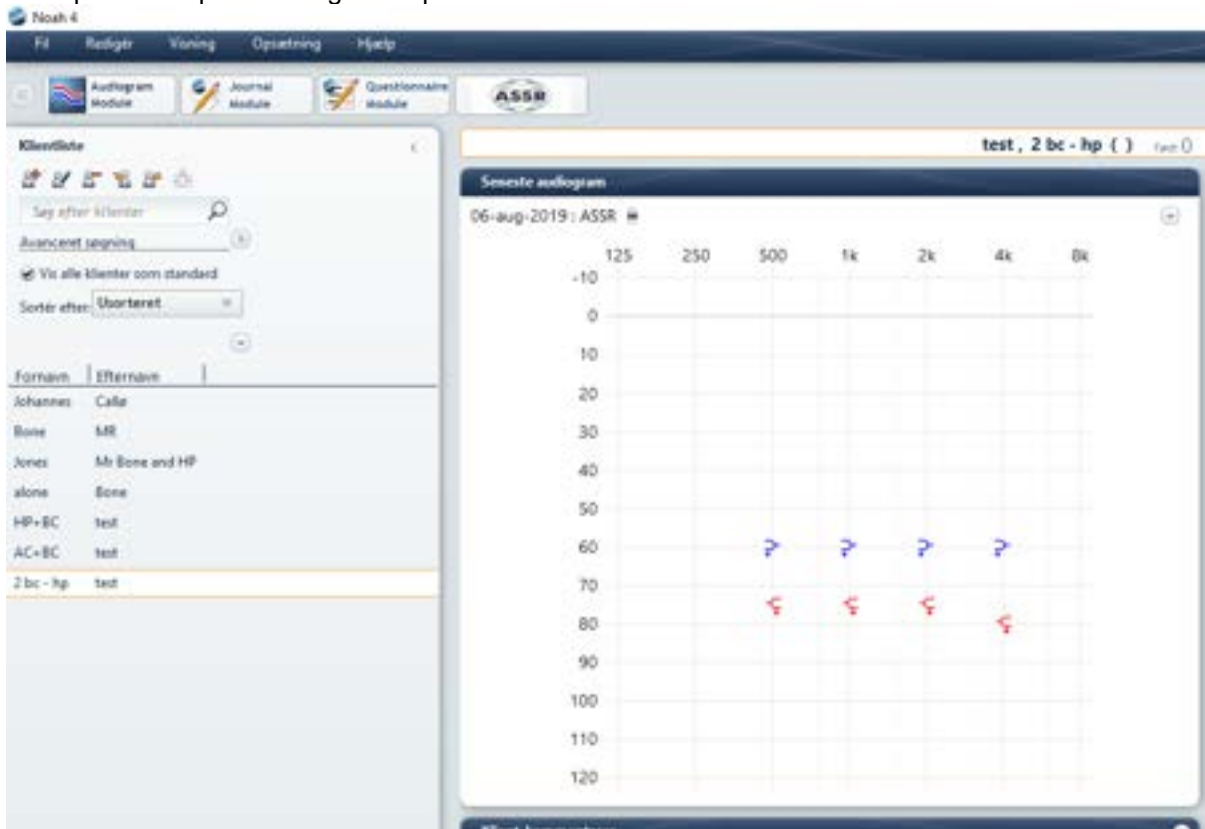 Noah 4
Fil Redigér Visning Opsætning Hjælp
Audiogram Module
Journal Module
Questionnaire Module
ASSR
Klientliste
test , 2 bc - hp ( )
Seneste audiogram
Søg efter klienter
06-aug-2019 : ASSR
Avanceret søgning
Vis alle klienter som standard
Sortér efter: Usorteret
125 250 500 1k 2k 4k 8k
-10
0
10
20
30
40
50
60
70
80
90
100
110
120
Fornavn Efternavn
Johannes Callø
Bone MR
Jones Mr Bone and HP
alone Bone
HP+BC test
AC+BC test
2 bc - hp test